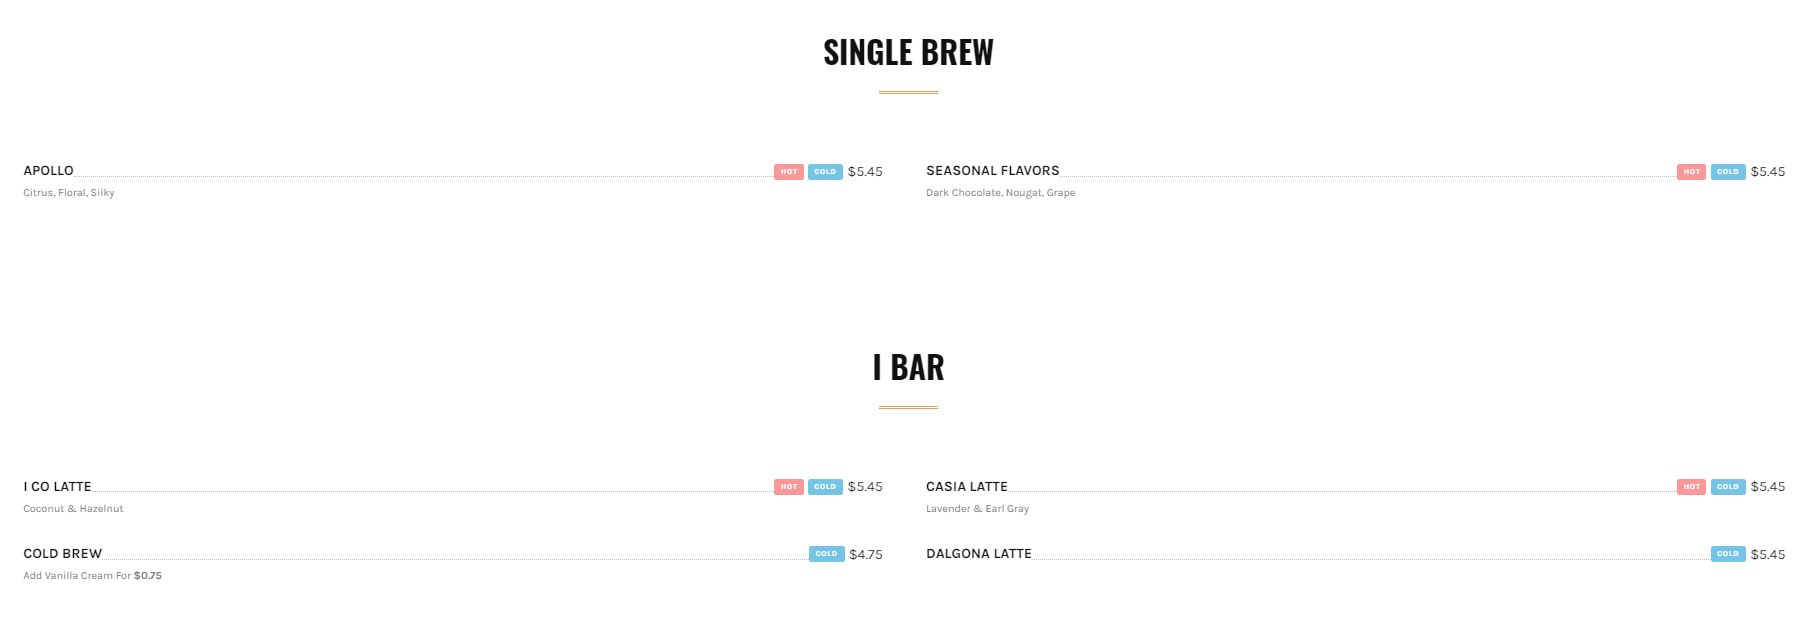 SINGLE BREW
APOLLO HOT COLD $5.45
Citrus, Floral, Silky
SEASONAL FLAVORS HOT COLD $5.45
Dark Chocolate, Nougat, Grape
I BAR
I CO LATTE HOT COLD $5.45
Coconut & Hazelnut
CASIA LATTE HOT COLD $5.45
Lavender & Earl Gray
COLD BREW COLD $4.75
Add Vanilla Cream For $0.75
DALGONA LATTE COLD $5.45